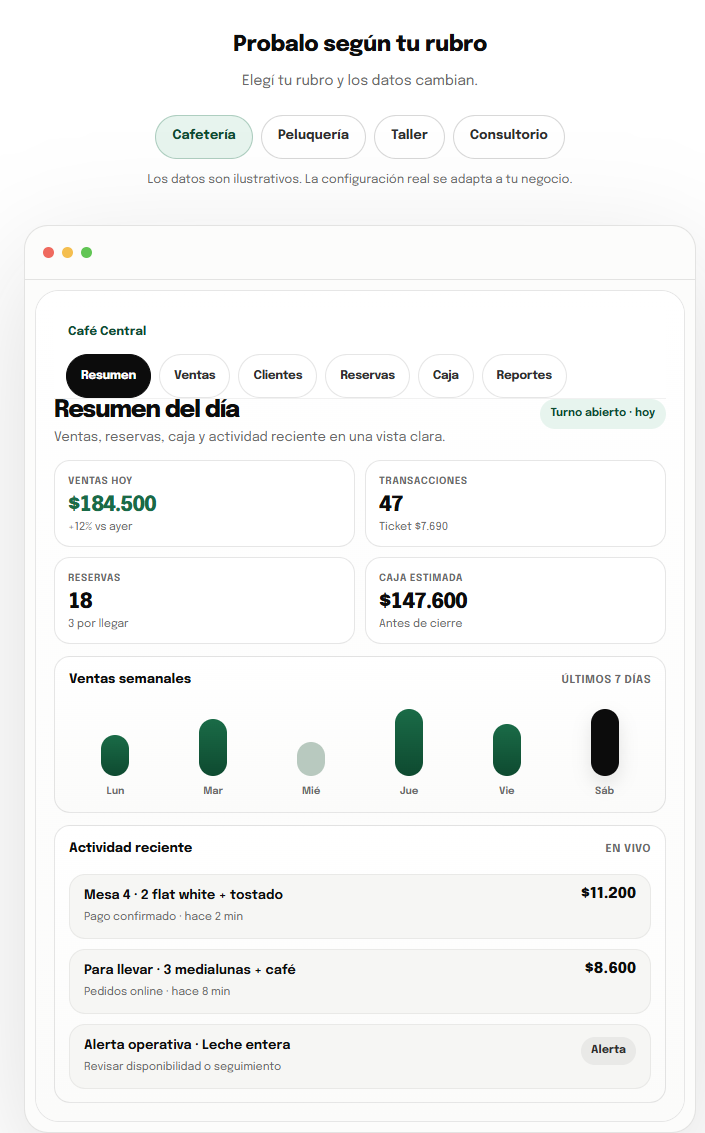 Probalo según tu rubro
Elegí tu rubro y los datos cambian.
Cafetería
Peluquería
Taller
Consultorio
Los datos son ilustrativos. La configuración real se adapta a tu negocio.
Café Central
Resumen
Ventas
Clientes
Reservas
Caja
Reportes
Resumen del día
Turno abierto · hoy
Ventas, reservas, caja y actividad reciente en una vista clara.
VENTAS HOY
$184.500
+12% vs ayer
TRANSACCIONES
47
Ticket $7.690
RESERVAS
18
3 por llegar
CAJA ESTIMADA
$147.600
Antes de cierre
Ventas semanales
ÚLTIMOS 7 DÍAS
Lun
Mar
Mié
Jue
Vie
Sáb
Actividad reciente
EN VIVO
Mesa 4 · 2 flat white + tostado
$11.200
Pago confirmado · hace 2 min
Para llevar · 3 medialunas + café
$8.600
Pedidos online · hace 8 min
Alerta operativa · Leche entera
Alerta
Revisar disponibilidad o seguimiento